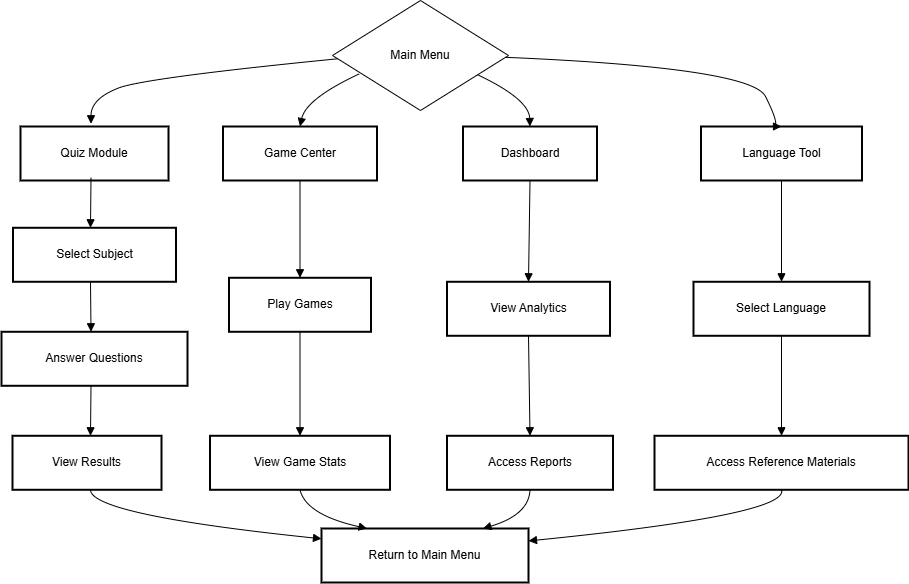 Main Menu
Quiz Module
Game Center
Dashboard
Language Tool
Select Subject
Play Games
View Analytics
Select Language
Answer Questions
View Results
View Game Stats
Access Reports
Access Reference Materials
Return to Main Menu